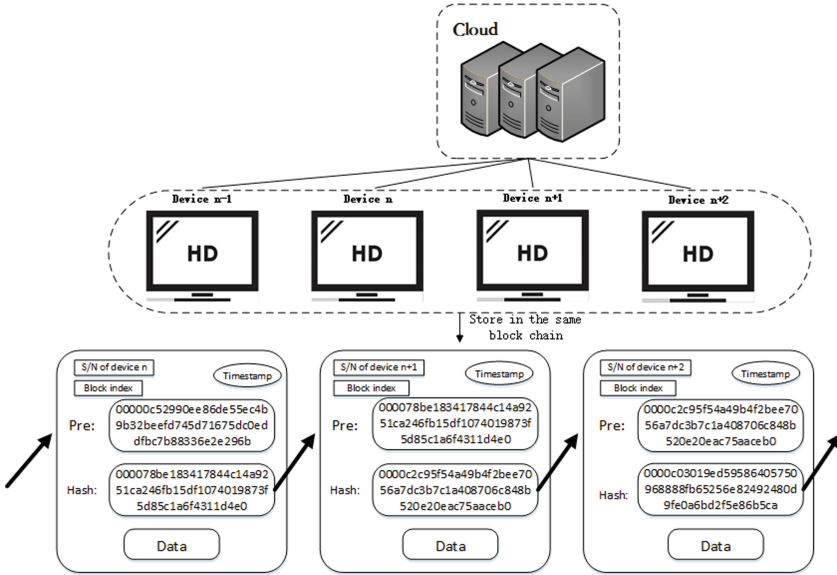 Cloud
Device n-1
Device n
Device n+1
Device n+2
HD
HD
HD
HD
Store in the same
block chain
S/N of device n
Timestamp
Block index
Pre:
00000c52990ee86de55ec4b
9b32beefd745d71675dc0ed
dfbc7b88336e2e296b
Hash:
000078be183417844c14a92
51ca246fb15df1074019873f
5d85c1a6f4311d4e0
Data
S/N of device n+1
Timestamp
Block index
Pre:
000078be183417844c14a92
51ca246fb15df1074019873f
5d85c1a6f4311d4e0
Hash:
0000c2c95f54a49b4f2bee70
56a7dc3b7c1a408706c848b
520e20eac75aaceb0
Data
S/N of device n+2
Timestamp
Block index
Pre:
0000c2c95f54a49b4f2bee70
56a7dc3b7c1a408706c848b
520e20eac75aaceb0
Hash:
0000c03019ed59586405750
968888fb65256e82492480d
9fe0a6bd2f5e86b5ca
Data